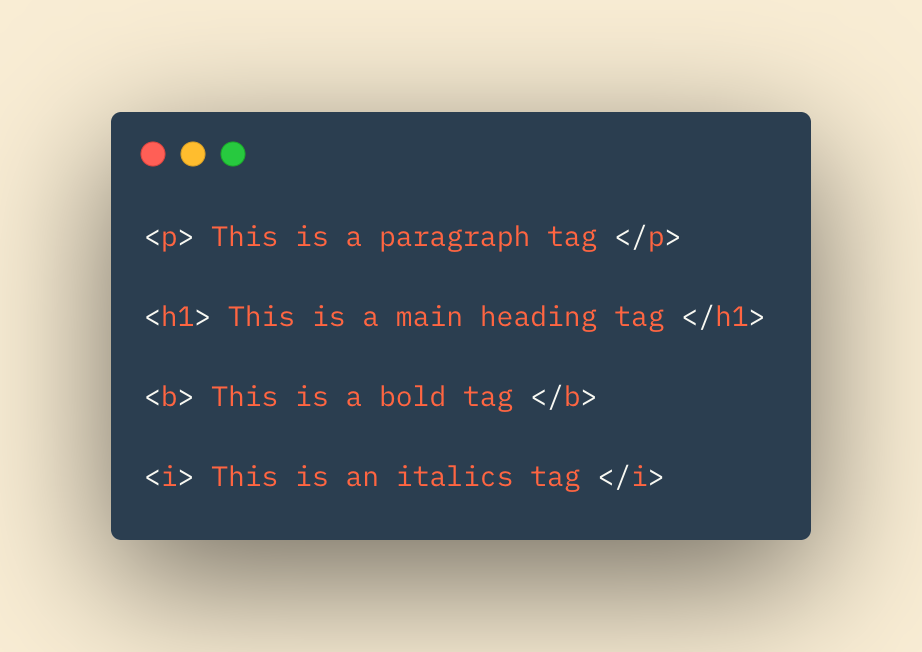 <p> This is a paragraph tag </p>
<h1> This is a main heading tag </h1>
<b> This is a bold tag </b>
<i> This is an italics tag </i>